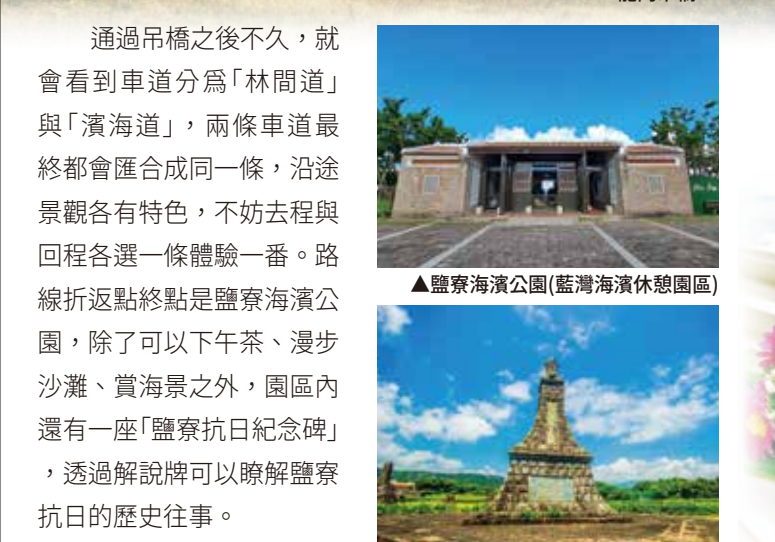 通過吊橋之後不久，就
會看到車道分爲「林間道」
與「濱海道」，兩條車道最
終都會匯合成同一條，沿途
景觀各有特色，不妨去程與
回程各選一條體驗一番。路
線折返點終點是鹽寮海濱公
園，除了可以下午茶、漫步
沙灘、賞海景之外，園區內
還有一座「鹽寮抗日紀念碑」
，透過解說牌可以瞭解鹽寮
抗日的歷史往事。
▲鹽寮海濱公園(藍灣海濱休憩園區)